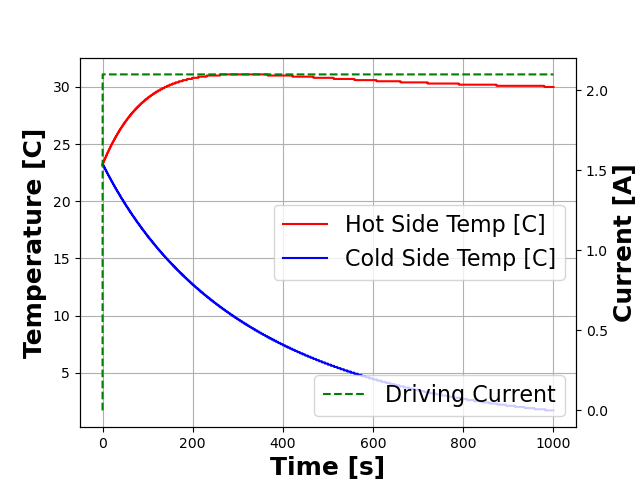 30
25
20
15
10
5
Temperature [C]
2.0
1.5
1.0
0.5
0.0
Current [A]
Hot Side Temp [C]
Cold Side Temp [C]
Driving Current
0
200
400
600
800
1000
Time [s]